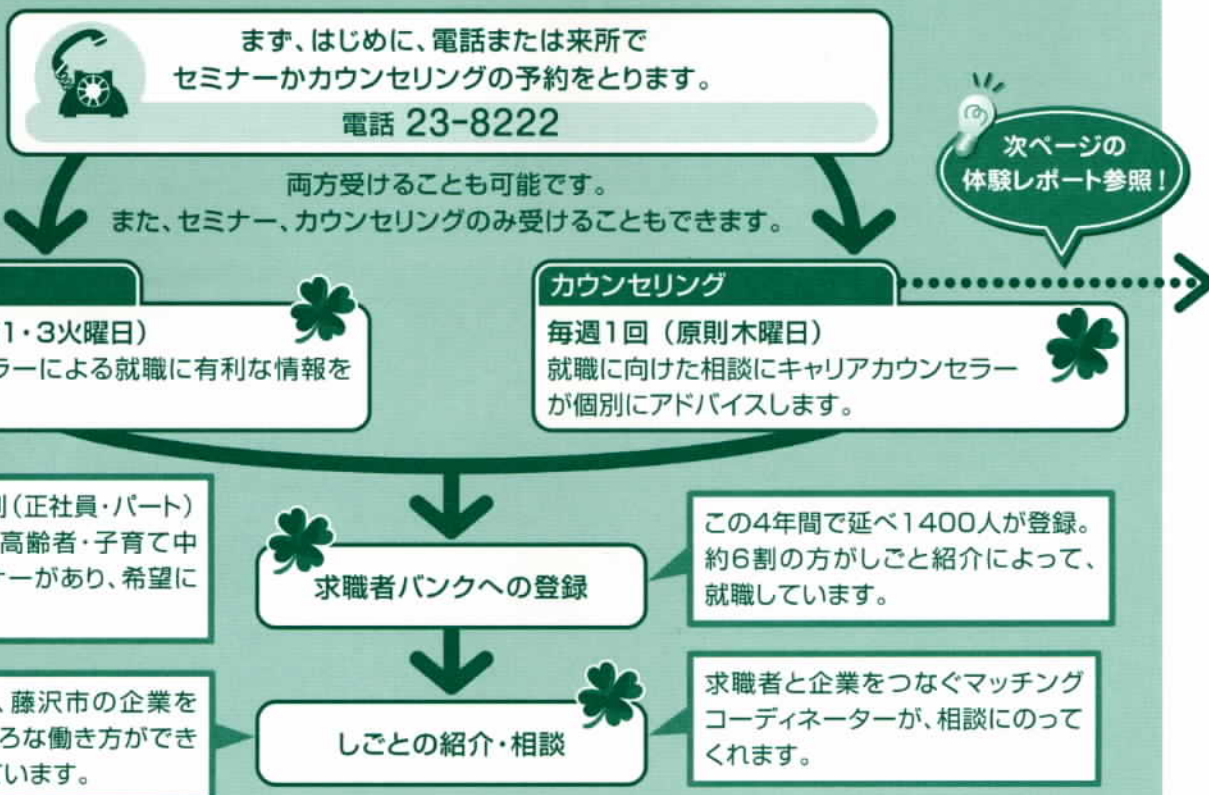 まず、はじめに、電話または来所で
セミナーかカウンセリングの予約をとります。
電話 23-8222
次ページの
体験レポート参照!
両方受けることも可能です。
また、セミナー、カウンセリングのみ受けることもできます。
1・3火曜日)
ラーによる就職に有利な情報を
カウンセリング
毎週1回(原則木曜日)
就職に向けた相談にキャリアカウンセラー
が個別にアドバイスします。
(正社員・パート)
高齢者・子育て中
ナーがあり、希望に
求職者バンクへの登録
この4年間で延べ1400人が登録。
約6割の方がしごと紹介によって、
就職しています。
、藤沢市の企業を
ろな働き方ができ
ています。
しごとの紹介・相談
求職者と企業をつなぐマッチング
コーディネーターが、相談にのって
くれます。